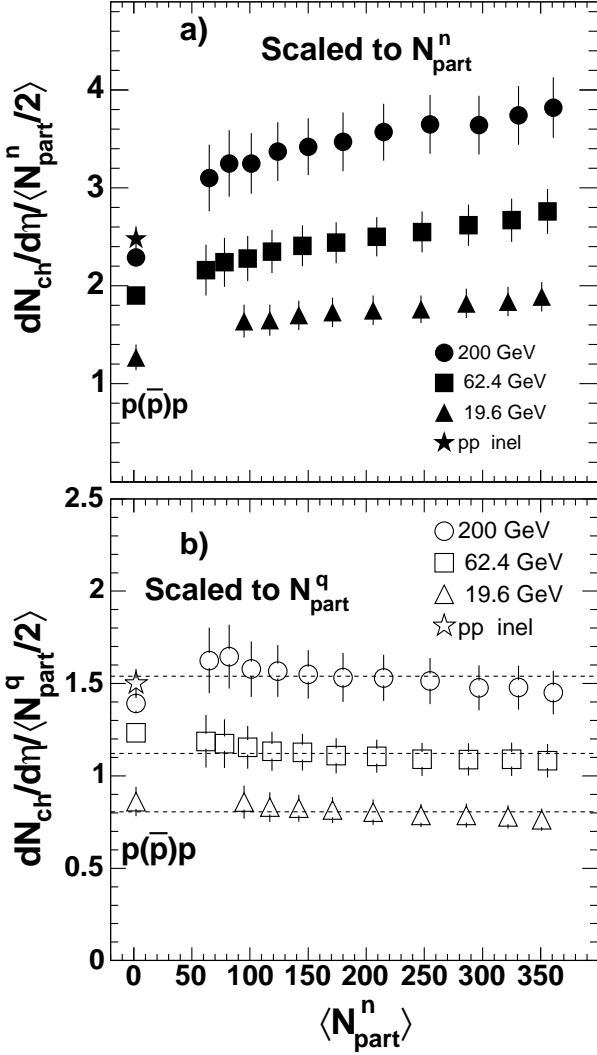 a)
Scaled to N^n_part
dN_ch/dη/⟨N^n_part/2⟩
4
3
2
1
p(p̄)p
200 GeV
62.4 GeV
19.6 GeV
pp inel
b)
Scaled to N^q_part
dN_ch/dη/⟨N^q_part/2⟩
2.5
2
1.5
1
0.5
0
p(p̄)p
200 GeV
62.4 GeV
19.6 GeV
pp inel
0 50 100 150 200 250 300 350
⟨N^n_part⟩